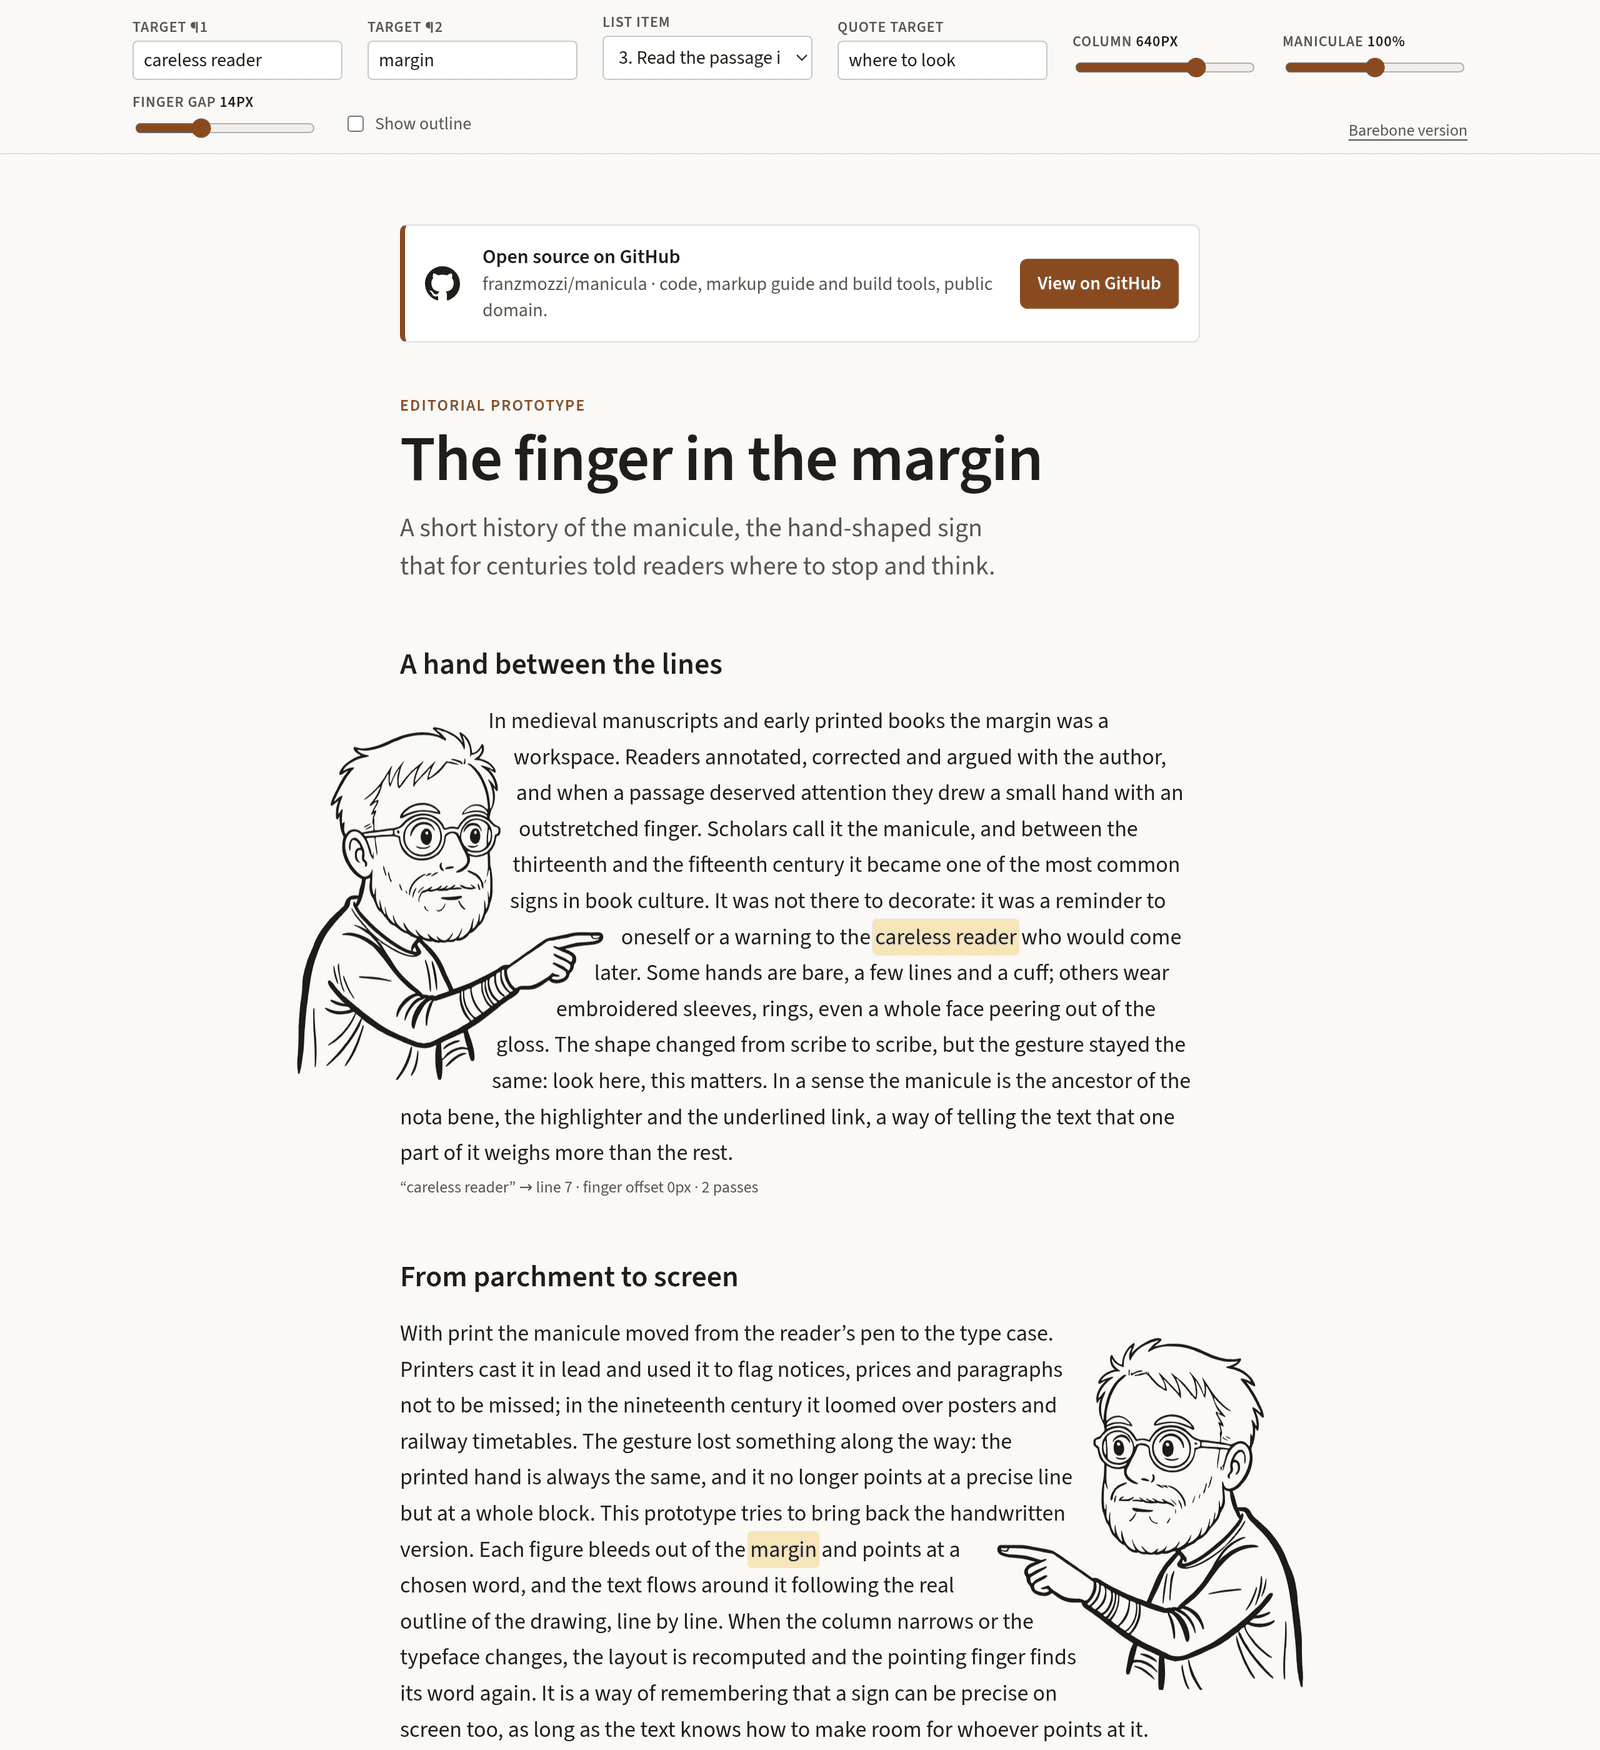 TARGET ¶1
careless reader
TARGET ¶2
margin
LIST ITEM
3. Read the passage i
QUOTE TARGET
where to look
COLUMN 640PX
MANICULAE 100%
FINGER GAP 14PX
Show outline
Barebone version
Open source on GitHub
franzmozzi/manicula · code, markup guide and build tools, public
domain.
View on GitHub
EDITORIAL PROTOTYPE
The finger in the margin
A short history of the manicule, the hand-shaped sign
that for centuries told readers where to stop and think.
A hand between the lines
In medieval manuscripts and early printed books the margin was a
workspace. Readers annotated, corrected and argued with the author,
and when a passage deserved attention they drew a small hand with an
outstretched finger. Scholars call it the manicule, and between the
thirteenth and the fifteenth century it became one of the most common
signs in book culture. It was not there to decorate: it was a reminder to
oneself or a warning to the careless reader who would come
later. Some hands are bare, a few lines and a cuff; others wear
embroidered sleeves, rings, even a whole face peering out of the
gloss. The shape changed from scribe to scribe, but the gesture stayed the
same: look here, this matters. In a sense the manicule is the ancestor of the
nota bene, the highlighter and the underlined link, a way of telling the text that one
part of it weighs more than the rest.
“careless reader” → line 7 · finger offset 0px · 2 passes
From parchment to screen
With print the manicule moved from the reader’s pen to the type case.
Printers cast it in lead and used it to flag notices, prices and paragraphs
not to be missed; in the nineteenth century it loomed over posters and
railway timetables. The gesture lost something along the way: the
printed hand is always the same, and it no longer points at a precise line
but at a whole block. This prototype tries to bring back the handwritten
version. Each figure bleeds out of the margin and points at a
chosen word, and the text flows around it following the real
outline of the drawing, line by line. When the column narrows or the
typeface changes, the layout is recomputed and the pointing finger finds
its word again. It is a way of remembering that a sign can be precise on
screen too, as long as the text knows how to make room for whoever points at it.